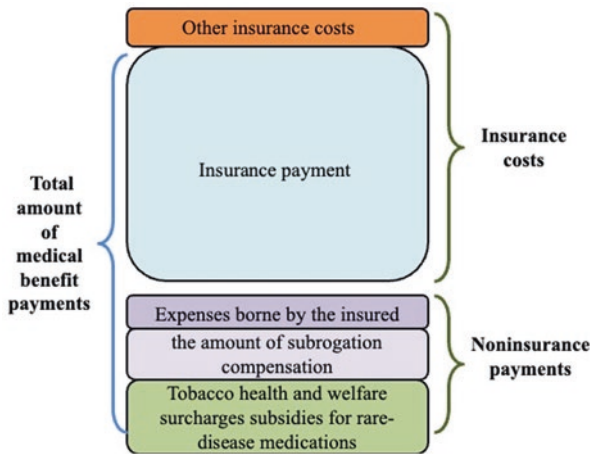 Other insurance costs
Insurance payment
Insurance
costs
Total
amount
of
medical
benefit
payments
Expenses borne by the insured
the amount of subrogation
compensation
Noninsurance
payments
Tobacco health and welfare
surcharges subsidies for rare-
disease medications